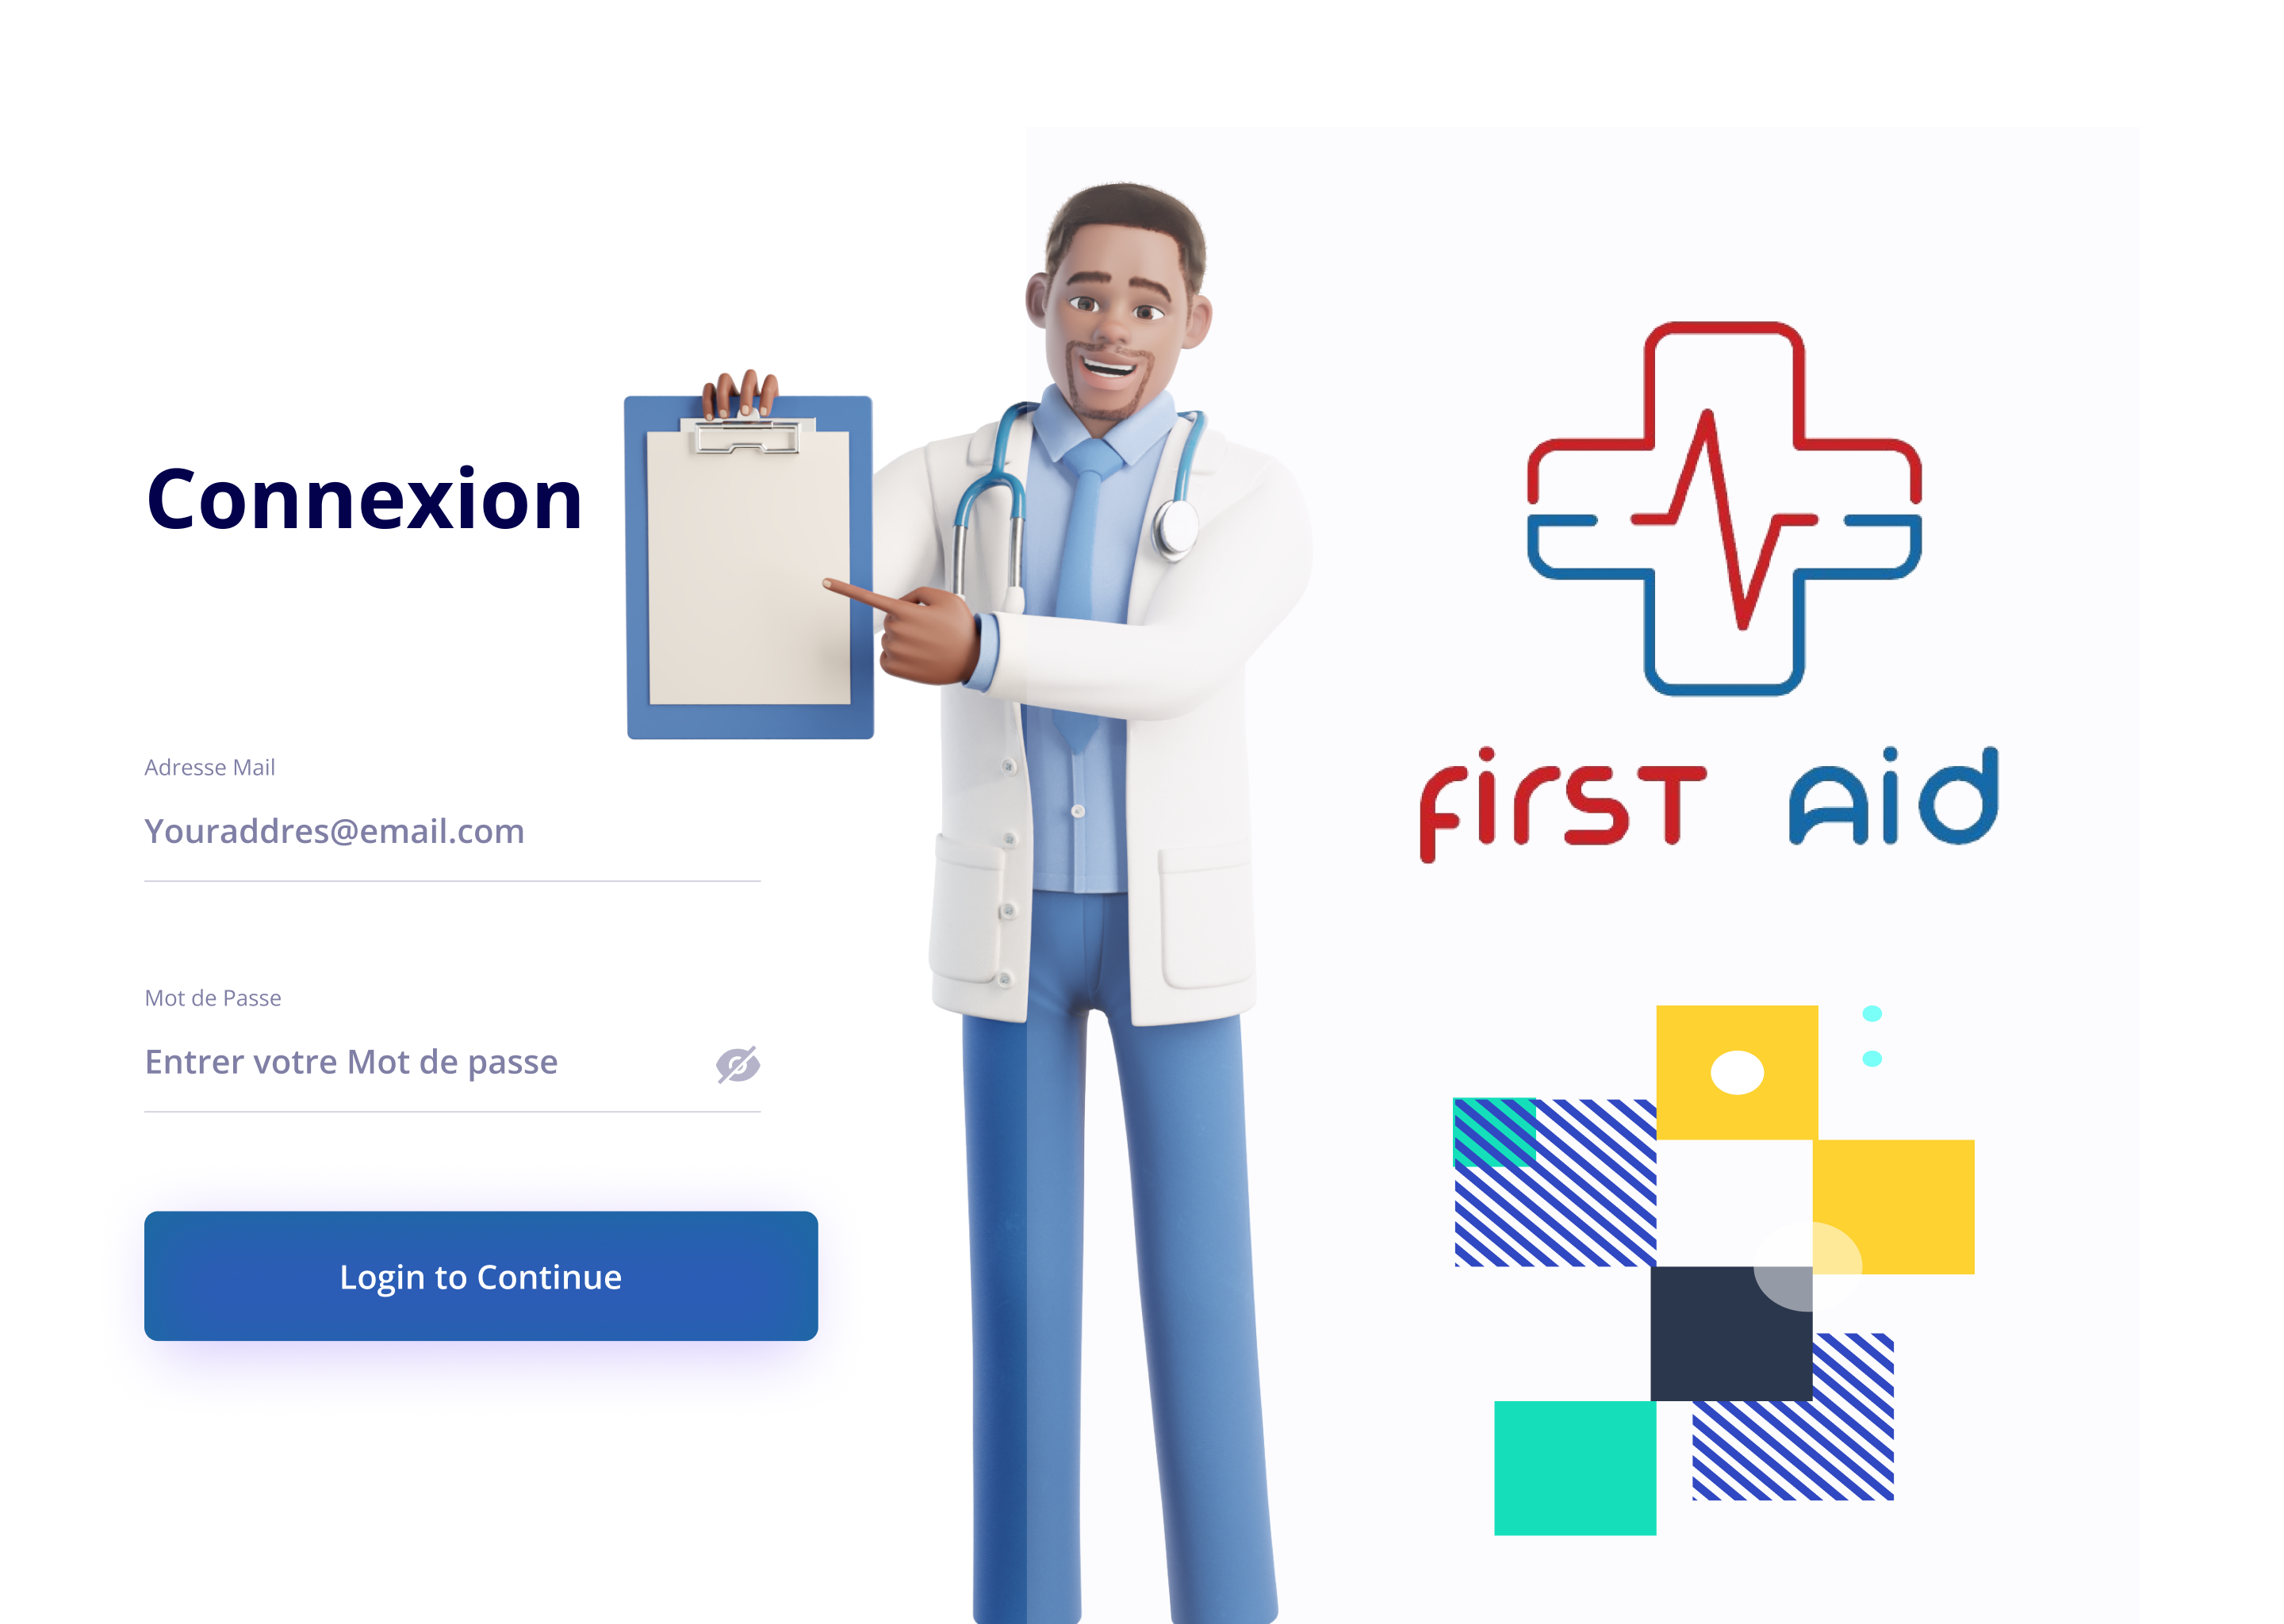 Connexion
Adresse Mail
Youraddres@email.com
Mot de Passe
Entrer votre Mot de passe
Login to Continue
first aid